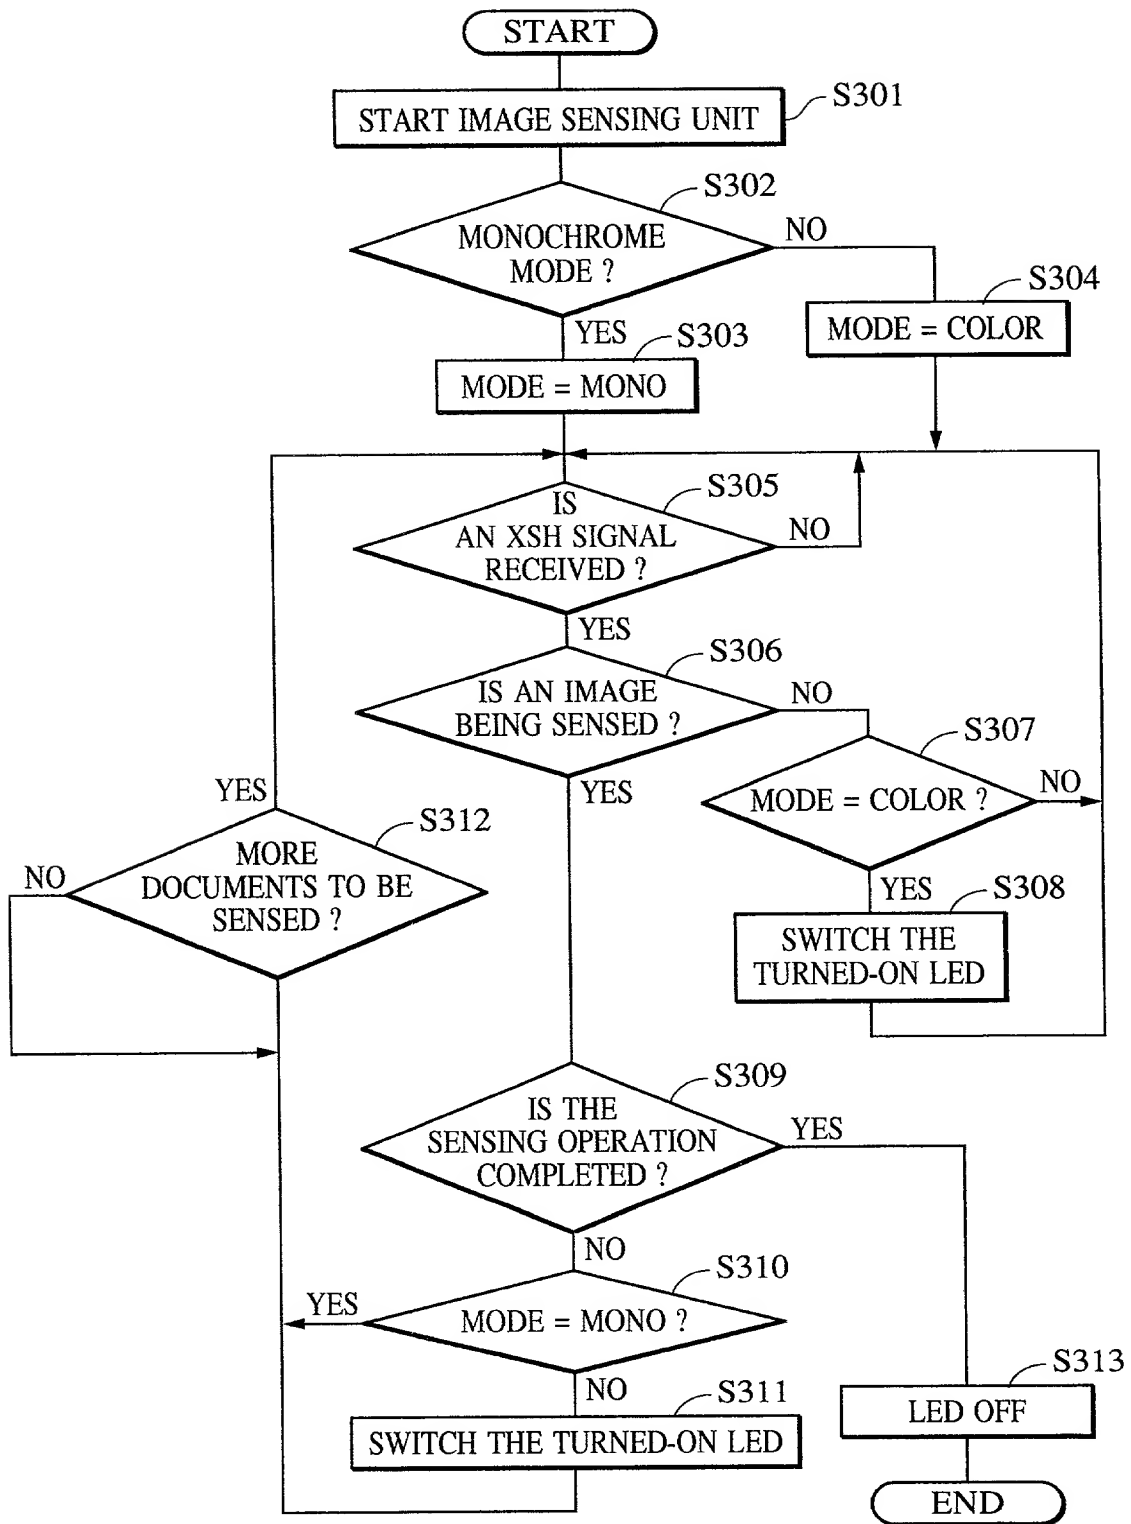 START
START IMAGE SENSING UNIT
S301
S302
MONOCHROME
MODE ?
NO
YES
S303
MODE = MONO
S304
MODE = COLOR
S305
IS
AN XSH SIGNAL
RECEIVED ?
NO
YES
S306
IS AN IMAGE
BEING SENSED ?
NO
YES
S307
MODE = COLOR ?
NO
YES
S308
SWITCH THE
TURNED-ON LED
YES
S312
MORE
DOCUMENTS TO BE
SENSED ?
NO
S309
IS THE
SENSING OPERATION
COMPLETED ?
YES
NO
S310
MODE = MONO ?
YES
NO
S311
SWITCH THE TURNED-ON LED
S313
LED OFF
END